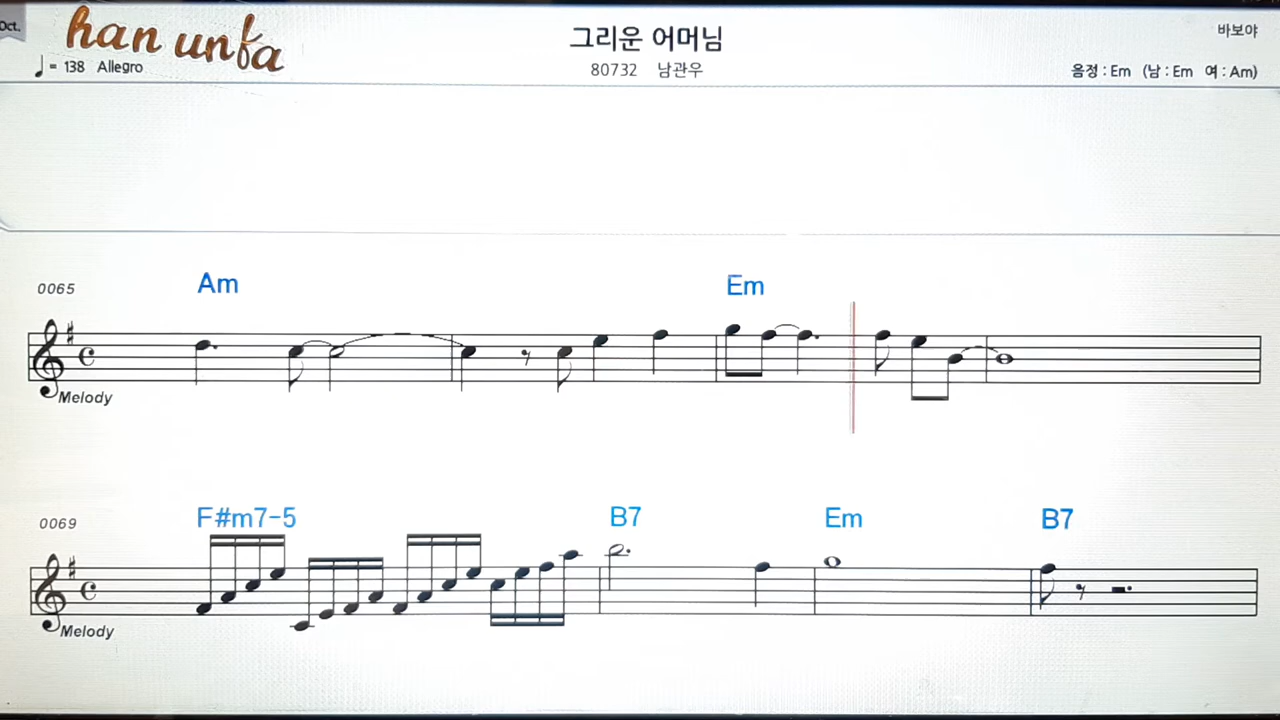 Oct.
han unfa
그리운 어머님
바보야
♩= 138 Allegro
80732 남관우
음정 : Em (남 : Em 여 : Am)
0065
Am
Em
Melody
0069
F#m7-5
B7
Em
B7
Melody